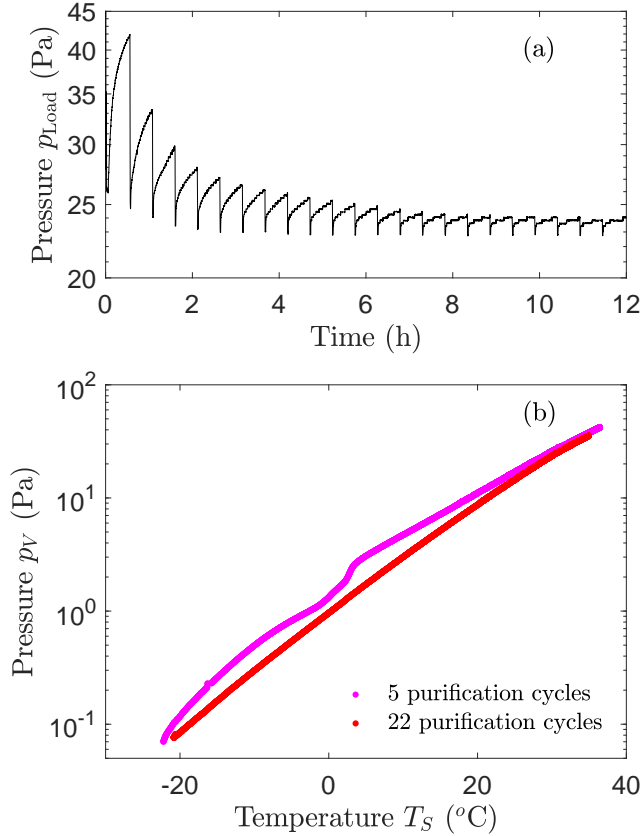 45
40
35
30
25
20
Pressure p_Load (Pa)
(a)
0 2 4 6 8 10 12
Time (h)
10^2
10^1
10^0
10^-1
Pressure p_V (Pa)
(b)
5 purification cycles
22 purification cycles
-20 0 20 40
Temperature T_S (°C)